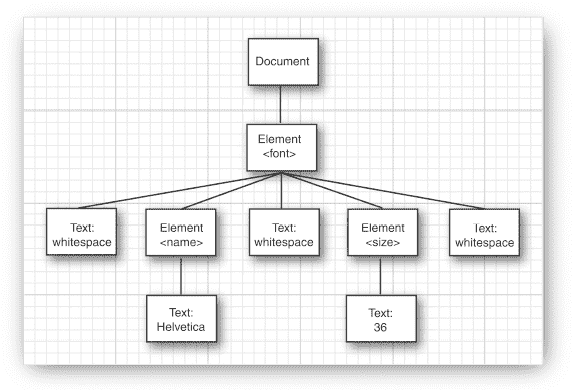 Document
Element
<font>
Text:
whitespace
Element
<name>
Text:
whitespace
Element
<size>
Text:
whitespace
Text:
Helvetica
Text:
36